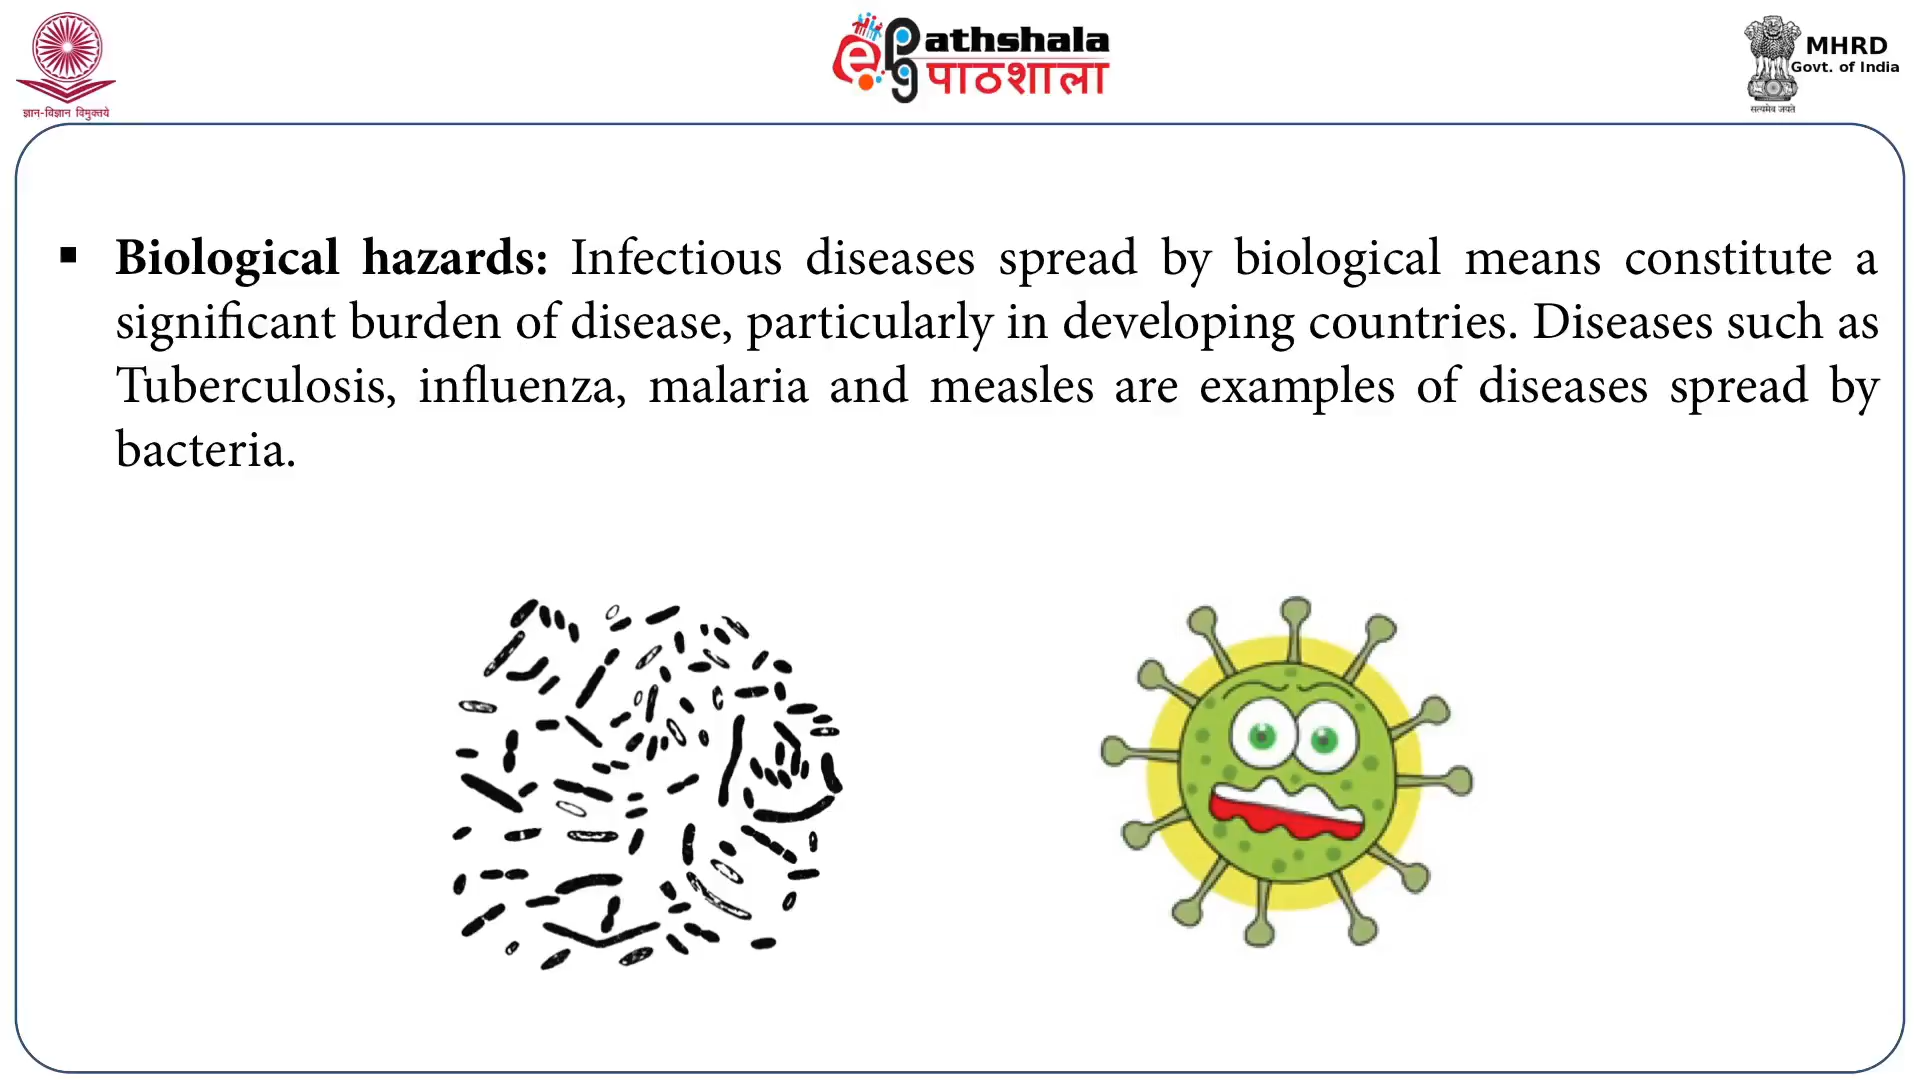 ज्ञान-विज्ञान विमुक्तये
ePathshala
पाठशाला
MHRD
Govt. of India
सत्यमेव जयते
▪ Biological hazards: Infectious diseases spread by biological means constitute a
significant burden of disease, particularly in developing countries. Diseases such as
Tuberculosis, influenza, malaria and measles are examples of diseases spread by
bacteria.